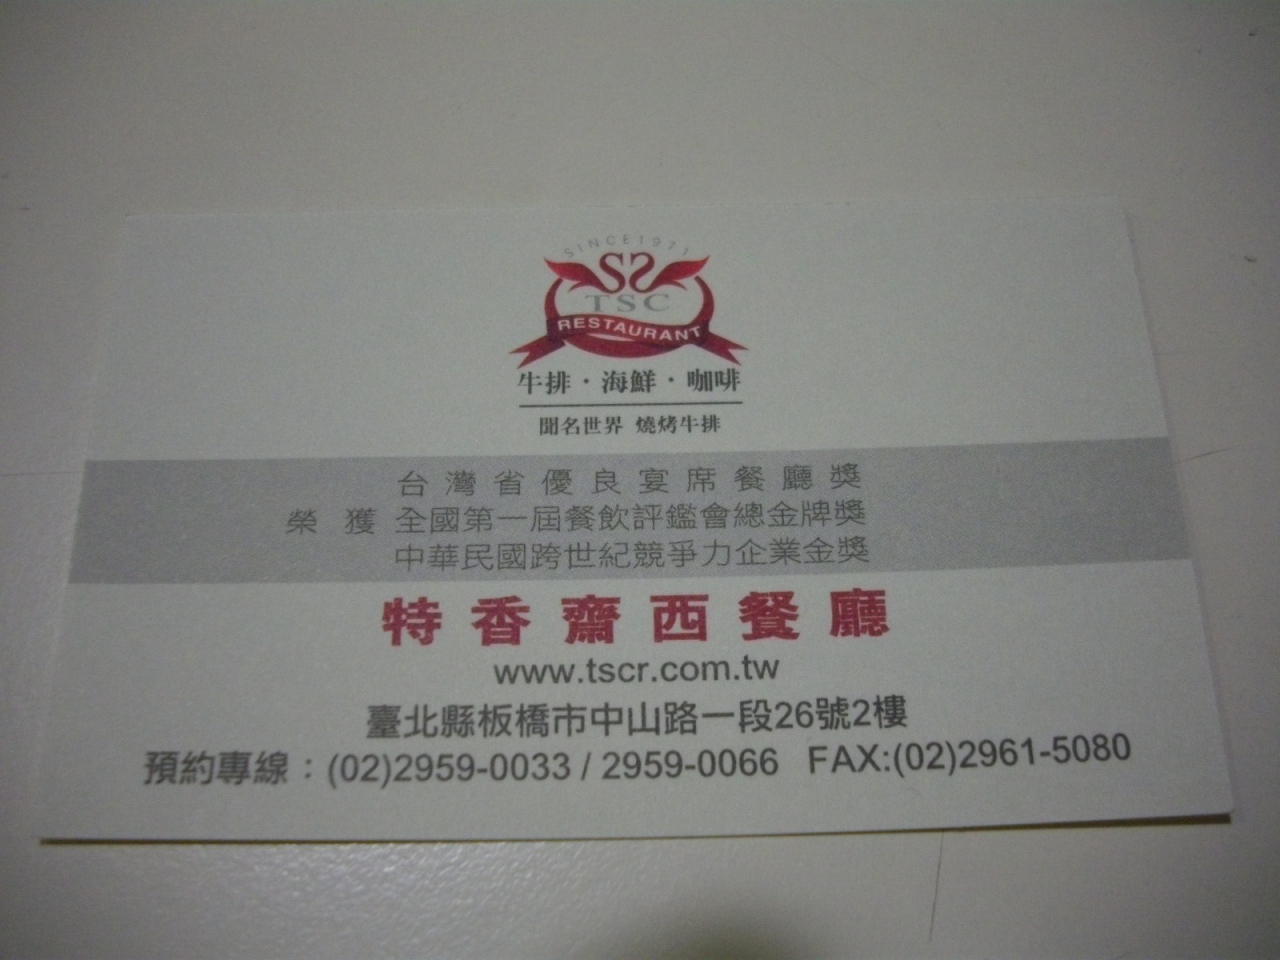 SINCE1971
TSC
RESTAURANT
牛排·海鮮·咖啡
聞名世界 燒烤牛排
台灣省優良宴席餐廳獎
榮獲 全國第一屆餐飲評鑑會總金牌獎
中華民國跨世紀競爭力企業金獎
特香齋西餐廳
www.tscr.com.tw
臺北縣板橋市中山路一段26號2樓
預約專線：(02)2959-0033 / 2959-0066 FAX:(02)2961-5080